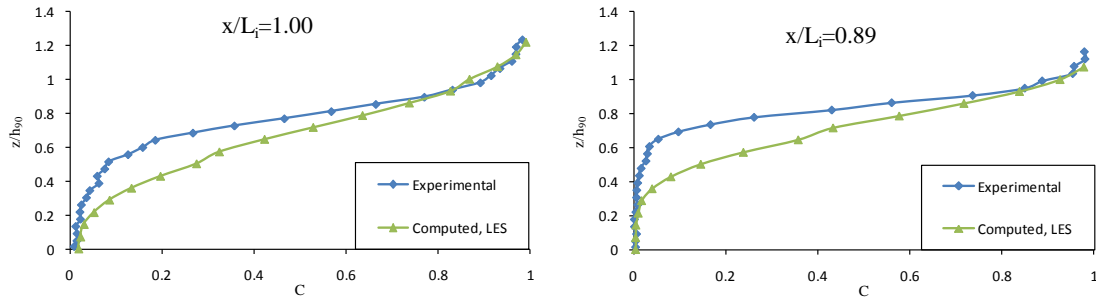 x/Lᵢ=1.00
z/h₉₀
1.4
1.2
1
0.8
0.6
0.4
0.2
0
0 0.2 0.4 0.6 0.8 1
C
Experimental
Computed, LES
x/Lᵢ=0.89
z/h₉₀
1.4
1.2
1
0.8
0.6
0.4
0.2
0
0 0.2 0.4 0.6 0.8 1
C
Experimental
Computed, LES